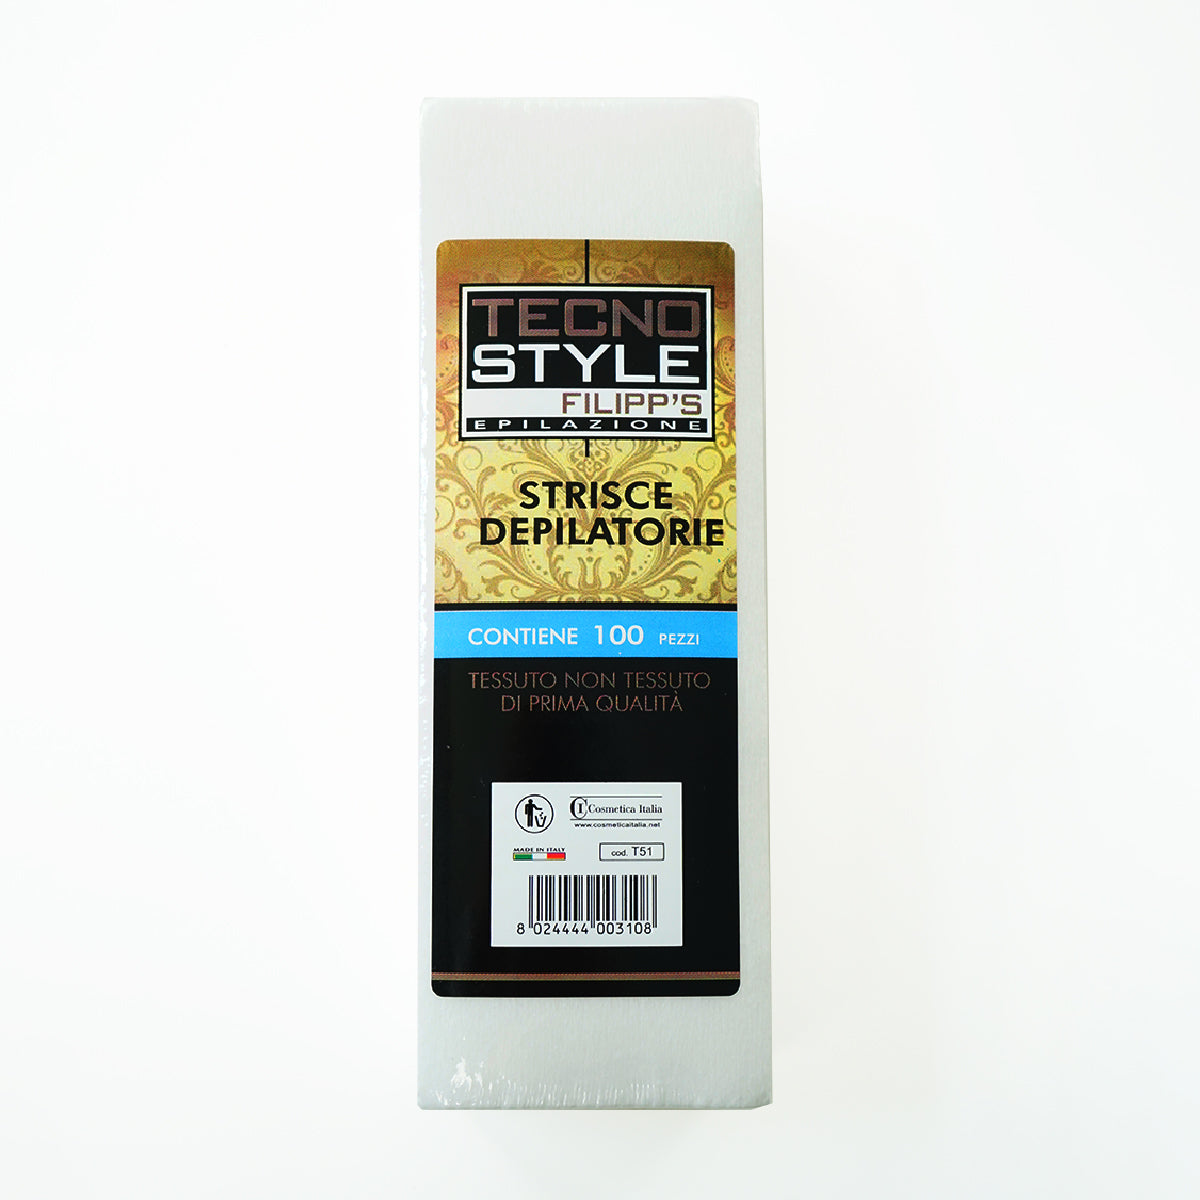 TECNO
STYLE
FILIPP'S
EPILAZIONE
STRISCE
DEPILATORIE
CONTIENE 100 PEZZI
TESSUTO NON TESSUTO
DI PRIMA QUALITÀ
CI Cosmetica Italia
www.cosmeticaitalia.net
MADE IN ITALY
cod. T51
8 024444 003108